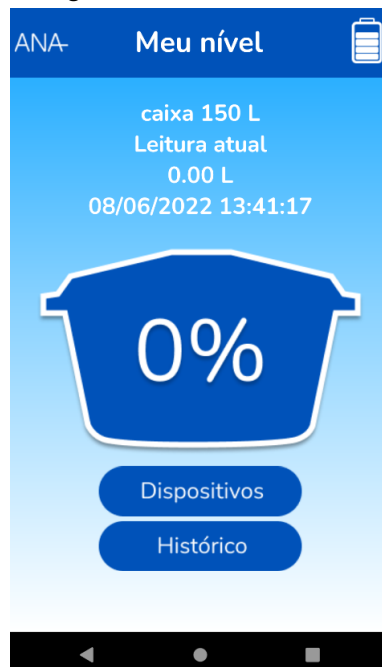 ANA
Meu nível
caixa 150 L
Leitura atual
0.00 L
08/06/2022 13:41:17
0%
Dispositivos
Histórico